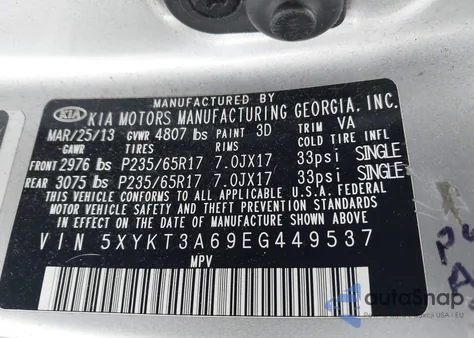 MANUFACTURED BY
KIA KIA MOTORS MANUFACTURING GEORGIA, INC.
MAR/25/13 GVWR 4807 lbs PAINT 3D TRIM VA
GAWR TIRES RIMS COLD TIRE INFL
FRONT 2976 lbs P235/65R17 7.0JX17 33psi SINGLE
REAR 3075 lbs P235/65R17 7.0JX17 33psi SINGLE
THIS VEHICLE CONFORMS TO ALL APPLICABLE U.S.A. FEDERAL
MOTOR VEHICLE SAFETY STANDARDS IN
EFFECT ON THE DATE OF MANUFACTURE SHOWN ABOVE.
VIN 5XYKT3A69EG449537
MPV
autoSnap
USA i EU